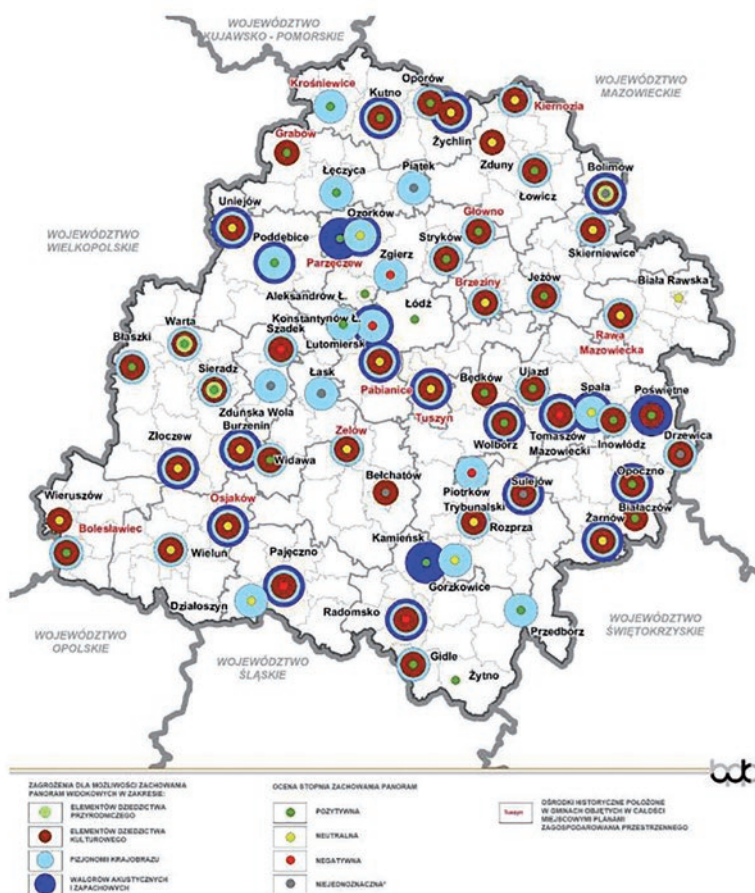 WOJEWÓDZTWO
KUJAWSKO - POMORSKIE
WOJEWÓDZTWO
MAZOWIECKIE
Krośniewice
Kutno
Oporów
Kiernozia
Żychlin
Grabów
Zduny
Bolimów
Łęczyca
Piątek
Łowicz
Uniejów
Ozorków
Głowno
WOJEWÓDZTWO
WIELKOPOLSKIE
Poddębice
Parzęczew
Stryków
Skierniewice
Zgierz
Aleksandrów Ł.
Łódź
Brzeziny
Jeżów
Biała Rawska
Konstantynów Ł.
Błaszki
Warta
Szadek
Lutomiersk
Rawa
Mazowiecka
Sieradz
Łask
Pabianice
Będków
Ujazd
Spała
Poświętne
Zduńska Wola
Tuszyn
Złoczew
Burzenin
Zelów
Wolborz
Tomaszów
Mazowiecki
Inowłódz
Drzewica
Widawa
Bełchatów
Piotrków
Trybunalski
Sulejów
Opoczno
Wieruszów
Osjaków
Białaczów
Bolesławiec
Rozprza
Żarnów
Wieluń
Pajęczno
Kamieńsk
Gorzkowice
Działoszyn
Radomsko
Przedbórz
WOJEWÓDZTWO
OPOLSKIE
WOJEWÓDZTWO
ŚLĄSKIE
WOJEWÓDZTWO
ŚWIĘTOKRZYSKIE
Gidle
Żytno
bpk
ZAGROŻENIA DLA MOŻLIWOŚCI ZACHOWANIA
PANORAM WIDOKOWYCH W ZAKRESIE:
ELEMENTÓW DZIEDZICTWA
PRZYRODNICZEGO
ELEMENTÓW DZIEDZICTWA
KULTUROWEGO
FIZJONOMII KRAJOBRAZU
WALORÓW AKUSTYCZNYCH
I ZAPACHOWYCH
OCENA STOPNIA ZACHOWANIA PANORAM
POZYTYWNA
NEUTRALNA
NEGATYWNA
NIEJEDNOZNACZNA*
Tuszyn
OŚRODKI HISTORYCZNE POŁOŻONE
W GMINACH OBJĘTYCH W CAŁOŚCI
MIEJSCOWYMI PLANAMI
ZAGOSPODAROWANIA PRZESTRZENNEGO